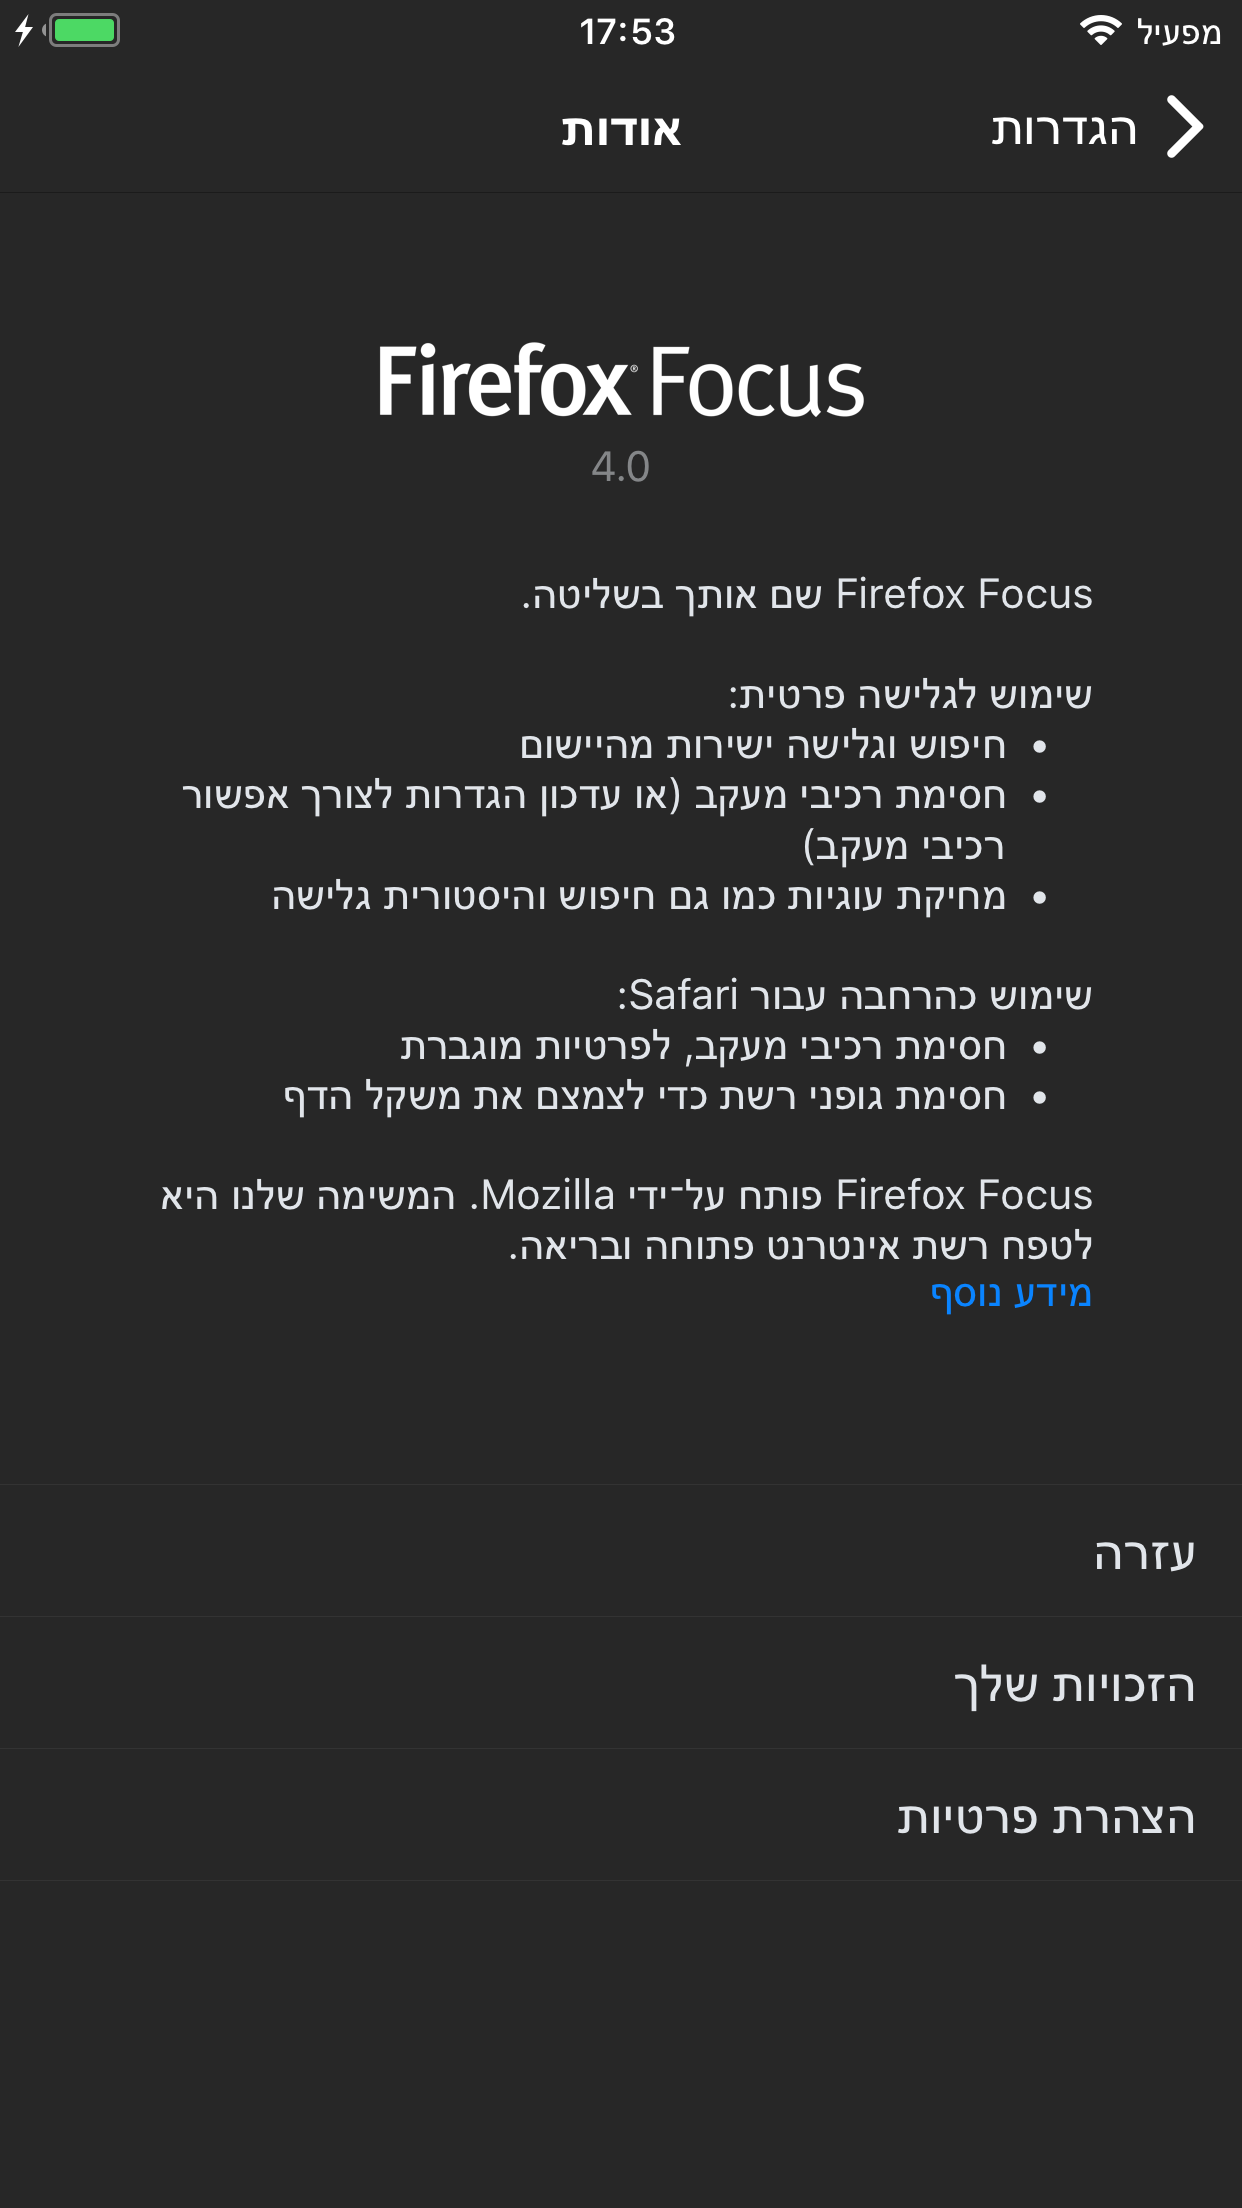 מפעיל
17:53
הגדרות
אודות
Firefox® Focus
4.0
Firefox Focus שם אותך בשליטה.
שימוש לגלישה פרטית:
• חיפוש וגלישה ישירות מהיישום
• חסימת רכיבי מעקב (או עדכון הגדרות לצורך אפשור
רכיבי מעקב)
• מחיקת עוגיות כמו גם חיפוש והיסטורית גלישה
שימוש כהרחבה עבור Safari:
• חסימת רכיבי מעקב, לפרטיות מוגברת
• חסימת גופני רשת כדי לצמצם את משקל הדף
Firefox Focus פותח על־ידי Mozilla. המשימה שלנו היא
לטפח רשת אינטרנט פתוחה ובריאה.
מידע נוסף
עזרה
הזכויות שלך
הצהרת פרטיות